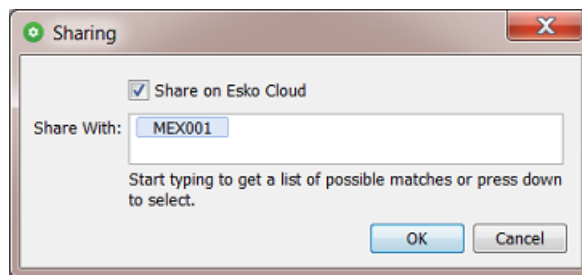 Sharing
Share on Esko Cloud
Share With: MEX001
Start typing to get a list of possible matches or press down
to select.
OK Cancel